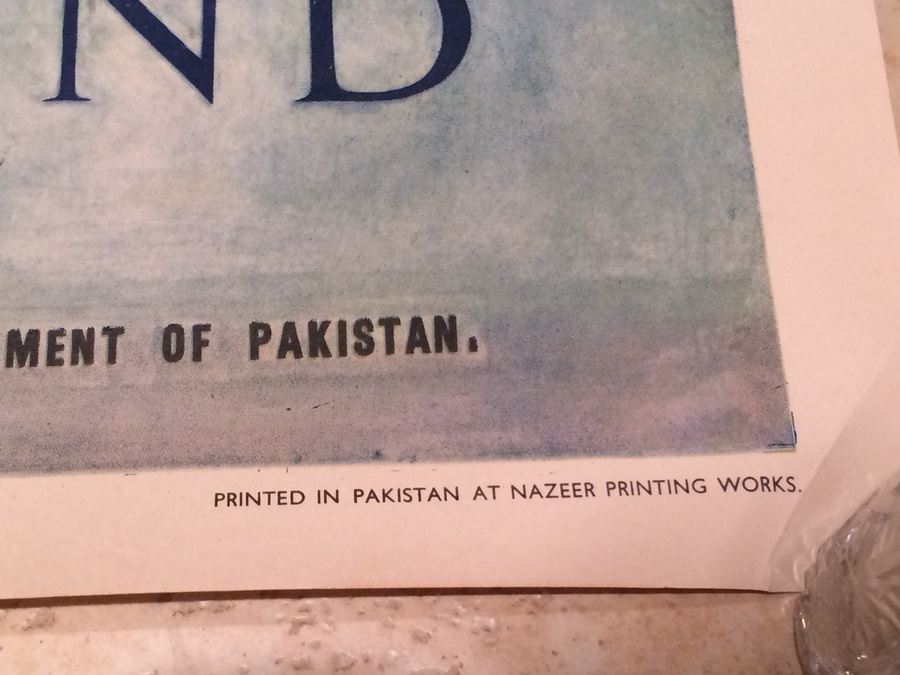 ND
MENT OF PAKISTAN.
PRINTED IN PAKISTAN AT NAZEER PRINTING WORKS.